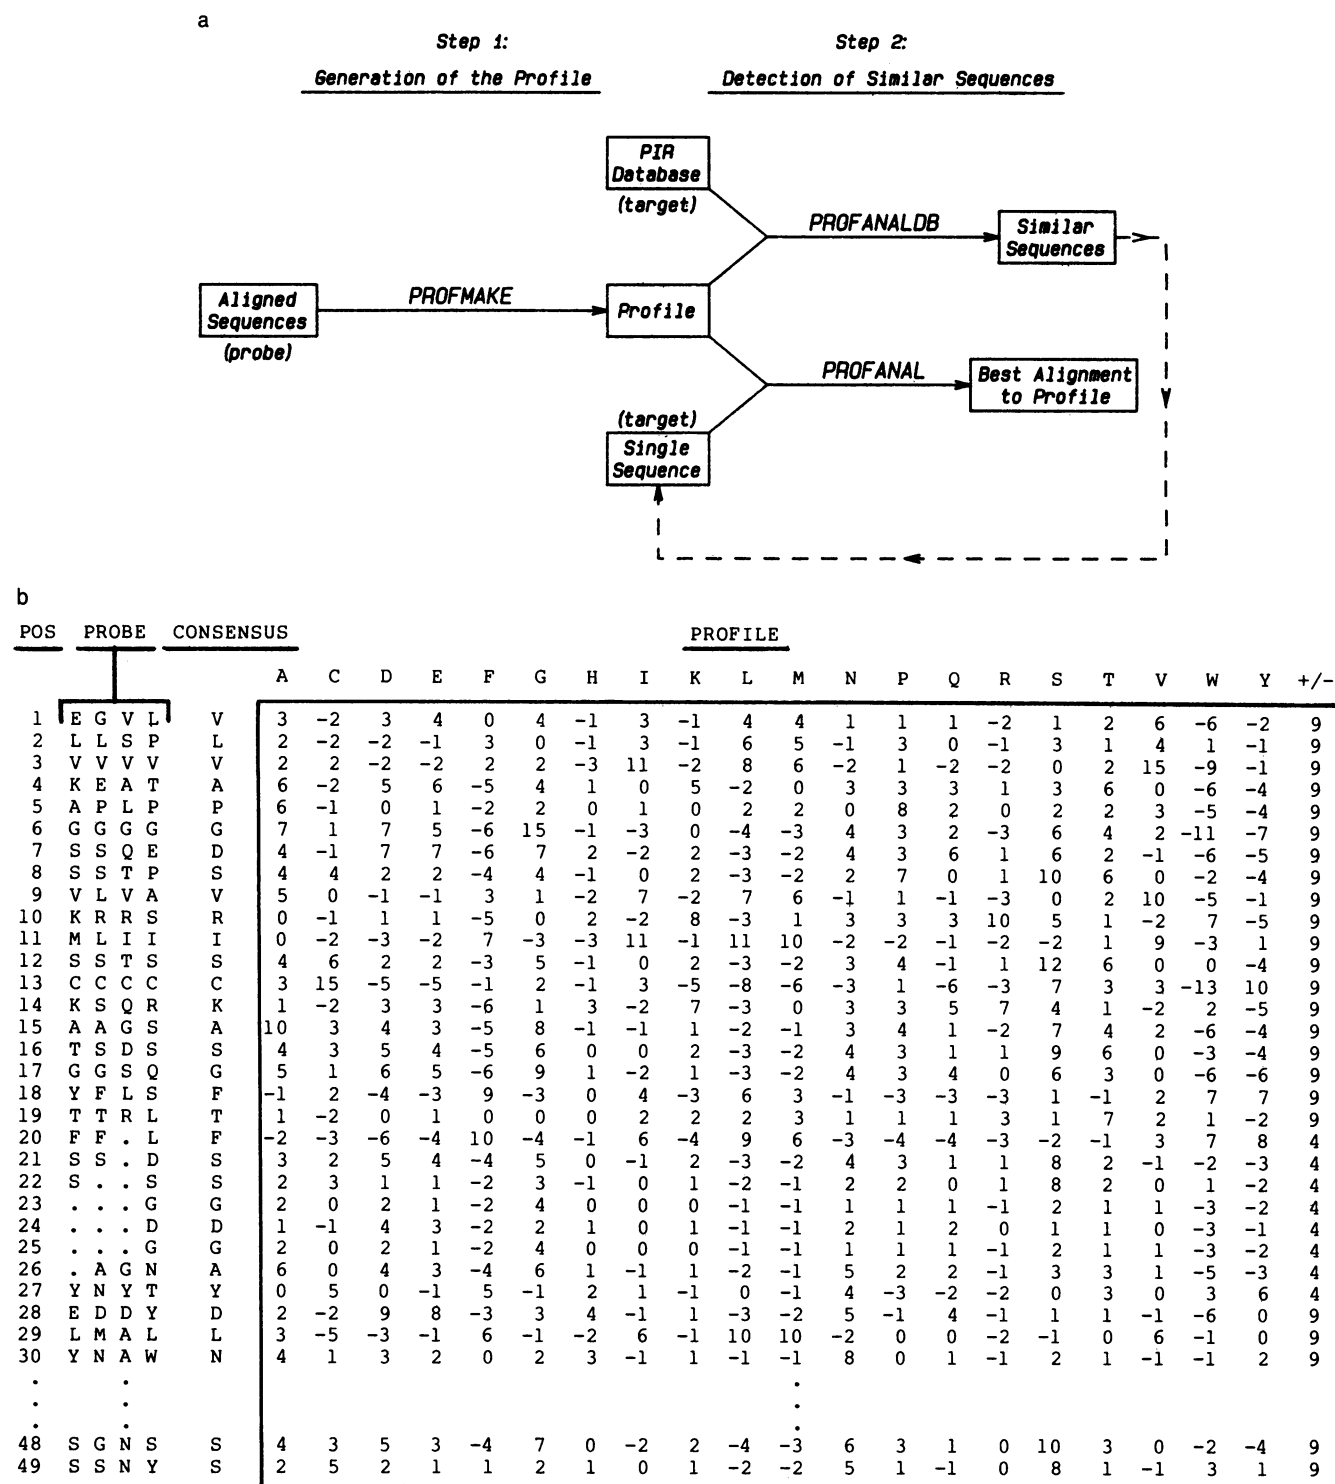 a
Step 1:
Generation of the Profile
Step 2:
Detection of Similar Sequences
PIR
Database
(target)
PROFANALDB
Similar
Sequences
Aligned
Sequences
(probe)
PROFMAKE
Profile
PROFANAL
Best Alignment
to Profile
(target)
Single
Sequence
b
POS PROBE CONSENSUS PROFILE
A C D E F G H I K L M N P Q R S T V W Y +/-
1 E G V L V 3 -2 3 4 0 4 -1 3 -1 4 4 1 1 1 -2 1 2 6 -6 -2 9
2 L L S P L 2 -2 -2 -1 3 0 -1 3 -1 6 5 -1 3 0 -1 3 1 4 1 -1 9
3 V V V V V 2 2 -2 -2 2 2 -3 11 -2 8 6 -2 1 -2 -2 0 2 15 -9 -1 9
4 K E A T A 6 -2 5 6 -5 4 1 0 5 -2 0 3 3 3 1 3 6 0 -6 -4 9
5 A P L P P 6 -1 0 1 -2 2 0 1 0 2 2 0 8 2 0 2 2 3 -5 -4 9
6 G G G G G 7 1 7 5 -6 15 -1 -3 0 -4 -3 4 3 2 -3 6 4 2 -11 -7 9
7 S S Q E D 4 -1 7 7 -6 7 2 -2 2 -3 -2 4 3 6 1 6 2 -1 -6 -5 9
8 S S T P S 4 4 2 2 -4 4 -1 0 2 -3 -2 2 7 0 1 10 6 0 -2 -4 9
9 V L V A V 5 0 -1 -1 3 1 -2 7 -2 7 6 -1 1 -1 -3 0 2 10 -5 -1 9
10 K R R S R 0 -1 1 1 -5 0 2 -2 8 -3 1 3 3 3 10 5 1 -2 7 -5 9
11 M L I I I 0 -2 -3 -2 7 -3 -3 11 -1 11 10 -2 -2 -1 -2 -2 1 9 -3 1 9
12 S S T S S 4 6 2 2 -3 5 -1 0 2 -3 -2 3 4 -1 1 12 6 0 0 -4 9
13 C C C C C 3 15 -5 -5 -1 2 -1 3 -5 -8 -6 -3 1 -6 -3 7 3 3 -13 10 9
14 K S Q R K 1 -2 3 3 -6 1 3 -2 7 -3 0 3 3 5 7 4 1 -2 2 -5 9
15 A A G S A 10 3 4 3 -5 8 -1 -1 1 -2 -1 3 4 1 -2 7 4 2 -6 -4 9
16 T S D S S 4 3 5 4 -5 6 0 0 2 -3 -2 4 3 1 1 9 6 0 -3 -4 9
17 G G S Q G 5 1 6 5 -6 9 1 -2 1 -3 -2 4 3 4 0 6 3 0 -6 -6 9
18 Y F L S F -1 2 -4 -3 9 -3 0 4 -3 6 3 -1 -3 -3 -3 1 -1 2 7 7 9
19 T T R L T 1 -2 0 1 0 0 0 2 2 2 3 1 1 1 3 1 7 2 1 -2 9
20 F F . L F -2 -3 -6 -4 10 -4 -1 6 -4 9 6 -3 -4 -4 -3 -2 -1 3 7 8 4
21 S S . D S 3 2 5 4 -4 5 0 -1 2 -3 -2 4 3 1 1 8 2 -1 -2 -3 4
22 S . . S S 2 3 1 1 -2 3 -1 0 1 -2 -1 2 2 0 1 8 2 0 1 -2 4
23 . . . G G 2 0 2 1 -2 4 0 0 0 -1 -1 1 1 1 -1 2 1 1 -3 -2 4
24 . . . D D 1 -1 4 3 -2 2 1 0 1 -1 -1 2 1 2 0 1 1 0 -3 -1 4
25 . . . G G 2 0 2 1 -2 4 0 0 0 -1 -1 1 1 1 -1 2 1 1 -3 -2 4
26 . A G N A 6 0 4 3 -4 6 1 -1 1 -2 -1 5 2 2 -1 3 3 1 -5 -3 4
27 Y N Y T Y 0 5 0 -1 5 -1 2 1 -1 0 -1 4 -3 -2 -2 0 3 0 3 6 4
28 E D D Y D 2 -2 9 8 -3 3 4 -1 1 -3 -2 5 -1 4 -1 1 1 -1 -6 0 9
29 L M A L L 3 -5 -3 -1 6 -1 -2 6 -1 10 10 -2 0 0 -2 -1 0 6 -1 0 9
30 Y N A W N 4 1 3 2 0 2 3 -1 1 -1 -1 8 0 1 -1 2 1 -1 -1 2 9
. . .
. . .
. . .
48 S G N S S 4 3 5 3 -4 7 0 -2 2 -4 -3 6 3 1 0 10 3 0 -2 -4 9
49 S S N Y S 2 5 2 1 1 2 1 0 1 -2 -2 5 1 -1 0 8 1 -1 3 1 9